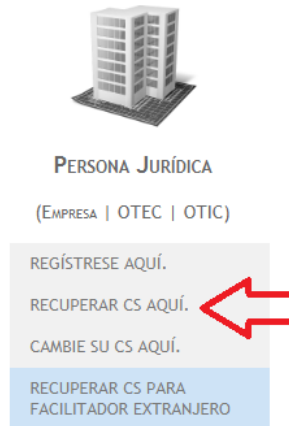 PERSONA JURÍDICA
(EMPRESA | OTEC | OTIC)
REGÍSTRESE AQUÍ.
RECUPERAR CS AQUÍ.
CAMBIE SU CS AQUÍ.
RECUPERAR CS PARA
FACILITADOR EXTRANJERO